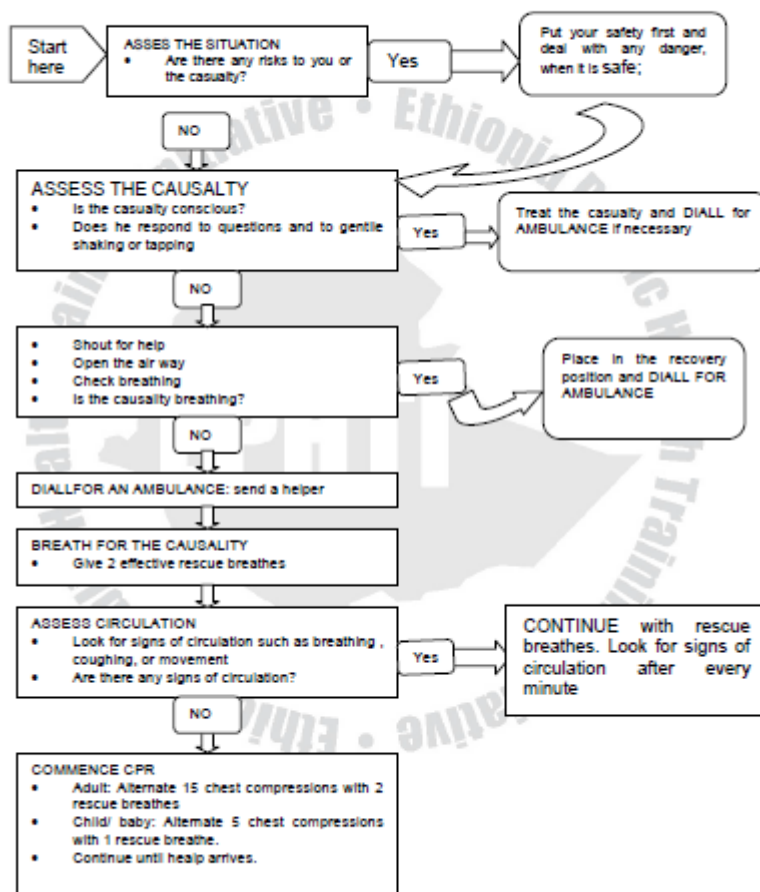 Start
here
ASSES THE SITUATION
• Are there any risks to you or
the casualty?
Yes
Put your safety first and
deal with any danger,
when it is safe;
NO
ASSESS THE CAUSALTY
• Is the casualty conscious?
• Does he respond to questions and to gentle
shaking or tapping
Yes
Treat the casualty and DIALL for
AMBULANCE if necessary
NO
• Shout for help
• Open the air way
• Check breathing
• Is the causality breathing?
Yes
Place in the recovery
position and DIALL FOR
AMBULANCE
NO
DIALLFOR AN AMBULANCE: send a helper
BREATH FOR THE CAUSALITY
• Give 2 effective rescue breathes
ASSESS CIRCULATION
• Look for signs of circulation such as breathing ,
coughing, or movement
• Are there any signs of circulation?
Yes
CONTINUE with rescue
breathes. Look for signs of
circulation after every
minute
NO
COMMENCE CPR
• Adult: Alternate 15 chest compressions with 2
rescue breathes
• Child/ baby: Alternate 5 chest compressions
with 1 rescue breathe.
• Continue until healp arrives.